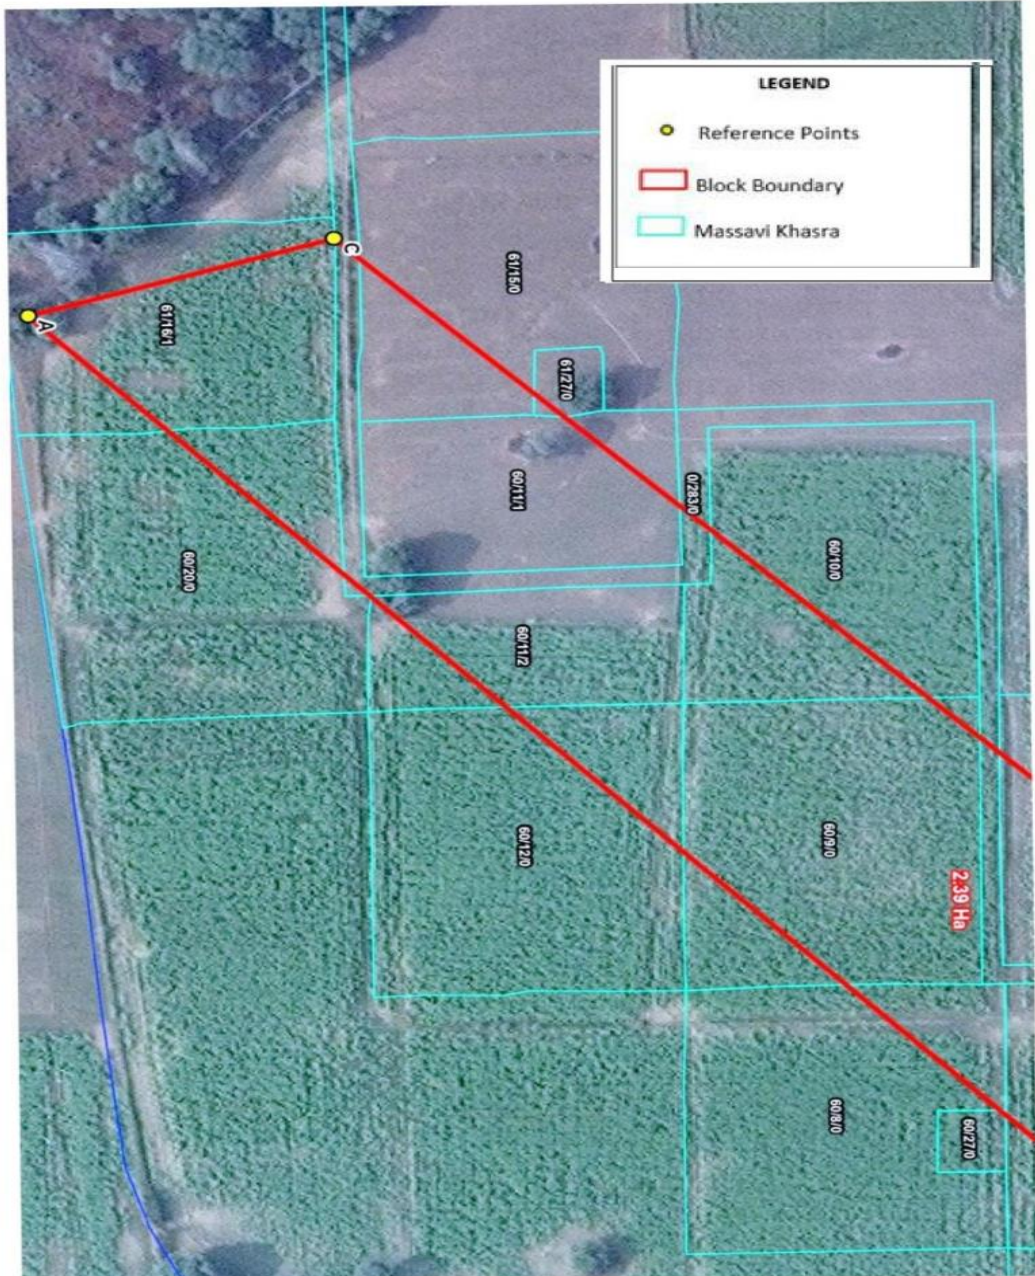 LEGEND
Reference Points
Block Boundary
Massavi Khasra
C
A
61/15/0
61/16/1
61/27/0
60/11/1
0/283/0
60/10/0
60/20/0
60/11/2
60/12/0
60/9/0
2.39 Ha
60/8/0
60/27/0